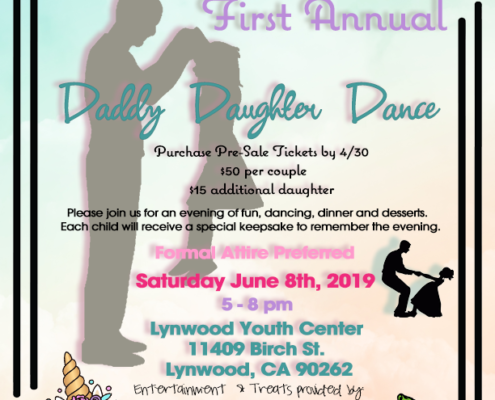 First Annual
Daddy Daughter Dance
Purchase Pre-Sale Tickets by 4/30
$50 per couple
$15 additional daughter
Please join us for an evening of fun, dancing, dinner and desserts.
Each child will receive a special keepsake to remember the evening.
Formal Attire Preferred
Saturday June 8th, 2019
5 - 8 pm
Lynwood Youth Center
11409 Birch St.
Lynwood, CA 90262
Entertainment & Treats provided by